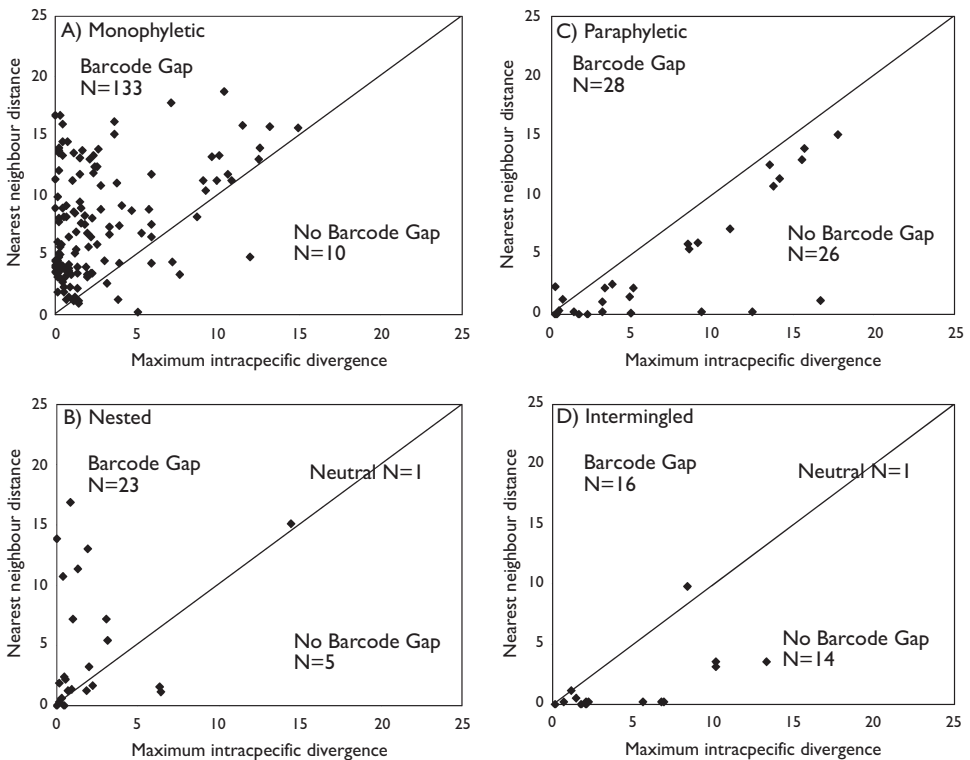 A) Monophyletic
Barcode Gap
N=133
No Barcode Gap
N=10
Nearest neighbour distance
25
20
15
10
5
0
0 5 10 15 20 25
Maximum intracpecific divergence
C) Paraphyletic
Barcode Gap
N=28
No Barcode Gap
N=26
Nearest neighbour distance
25
20
15
10
5
0
0 5 10 15 20 25
Maximum intracpecific divergence
B) Nested
Barcode Gap
N=23
Neutral N=1
No Barcode Gap
N=5
Nearest neighbour distance
25
20
15
10
5
0
0 5 10 15 20 25
Maximum intracpecific divergence
D) Intermingled
Barcode Gap
N=16
Neutral N=1
No Barcode Gap
N=14
Nearest neighbour distance
25
20
15
10
5
0
0 5 10 15 20 25
Maximum intracpecific divergence